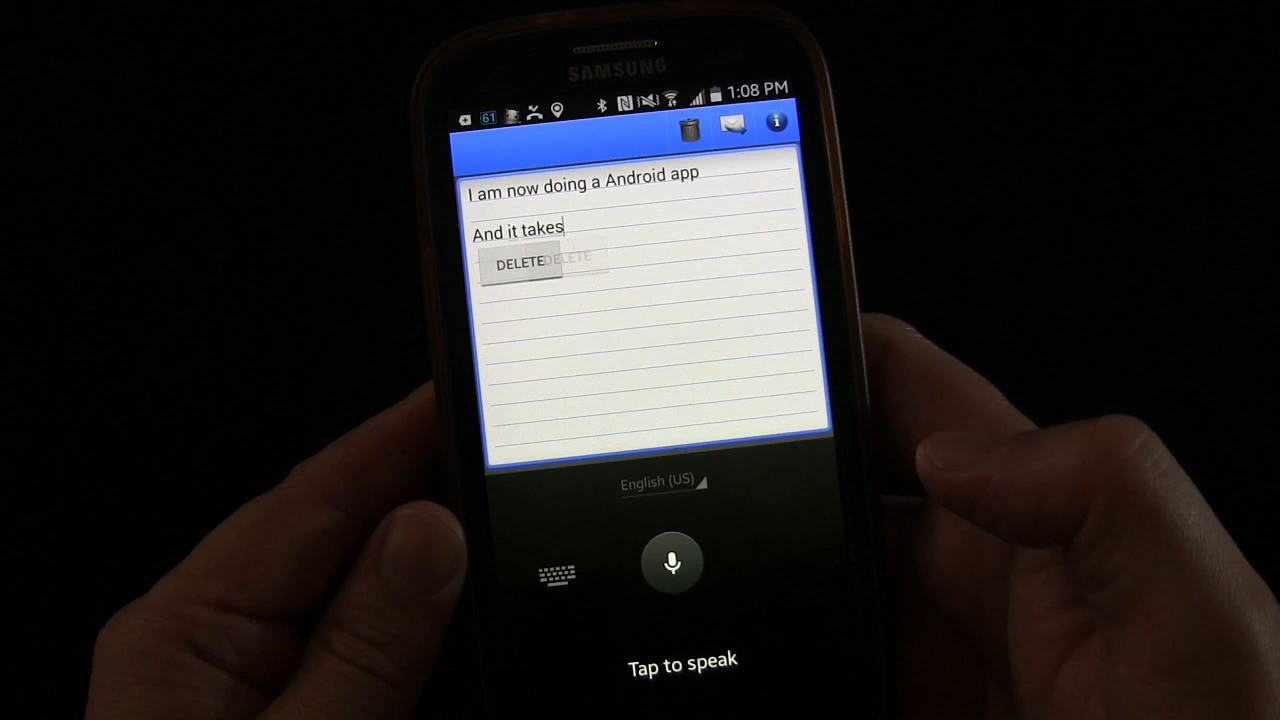 SAMSUNG
61 1:08 PM
I am now doing a Android app
And it takes
DELETE DELETE
English (US)
Tap to speak